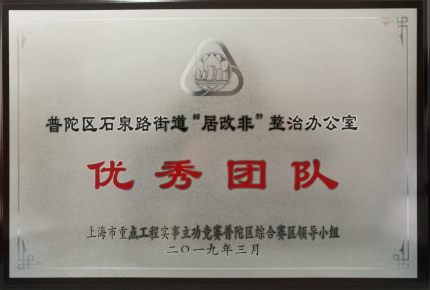 普陀区石泉路街道“居改非”整治办公室
优秀团队
上海市重点工程实事立功竞赛普陀区综合赛区领导小组
二〇一九年三月